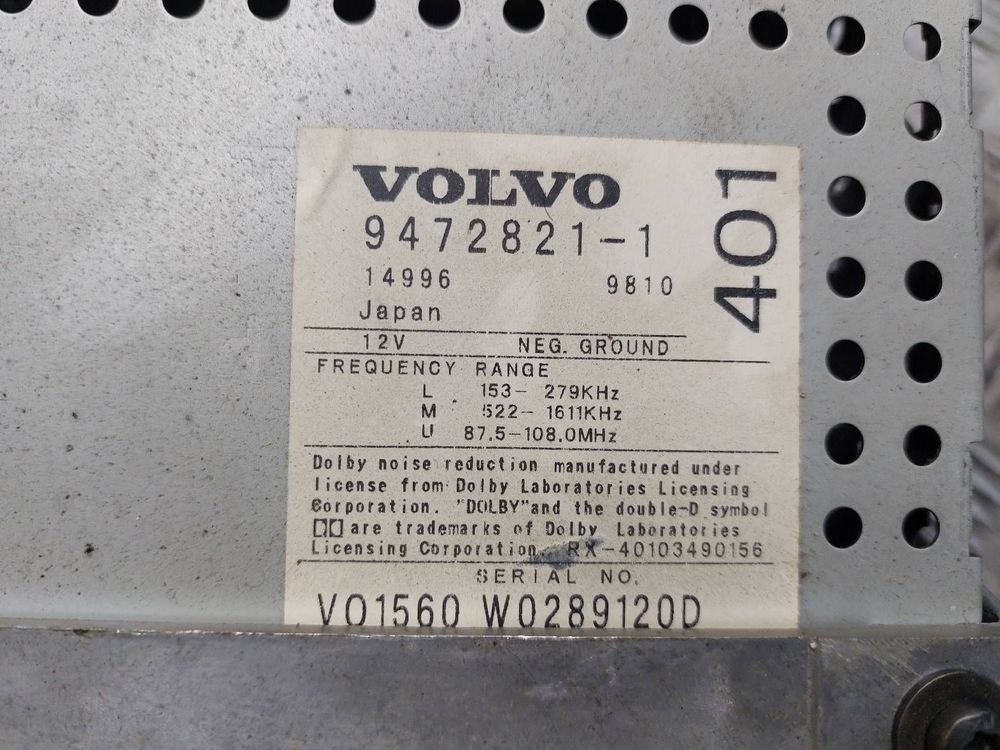 VOLVO
9472821-1
401
14996 9810
Japan
12V NEG. GROUND
FREQUENCY RANGE
L 153- 279KHz
M 522- 1611KHz
U 87.5-108.0MHz
Dolby noise reduction manufactured under
license from Dolby Laboratories Licensing
Corporation. "DOLBY"and the double-D symbol
are trademarks of Dolby Laboratories
Licensing Corporation. RX-40103490156
SERIAL NO.
VO1560 W0289120D